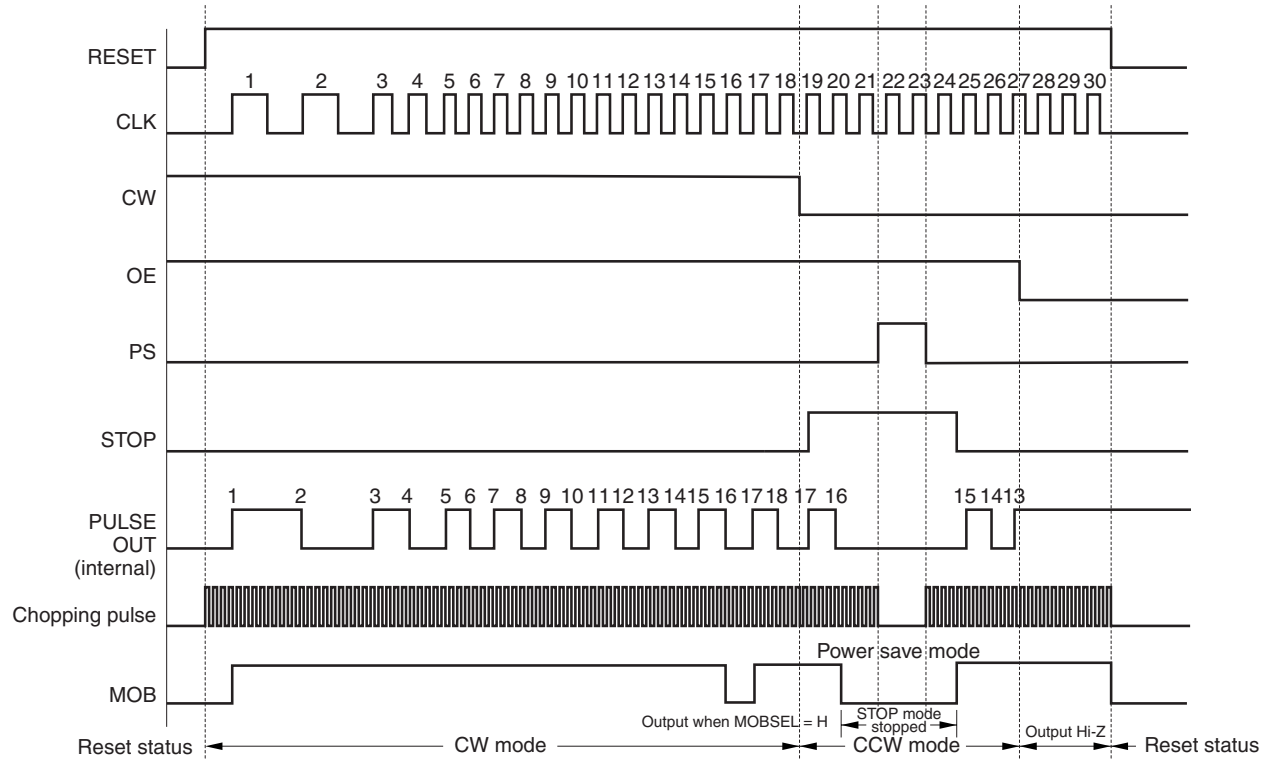 RESET
1 2 3 4 5 6 7 8 9 10 11 12 13 14 15 16 17 18 19 20 21 22 23 24 25 26 27 28 29 30
CLK
CW
OE
PS
STOP
1 2 3 4 5 6 7 8 9 10 11 12 13 14 15 16 17 18 17 16 15 14 13
PULSE
OUT
(internal)
Chopping pulse
Power save mode
MOB
Output when MOBSEL = H
STOP mode
stopped
Reset status
CW mode
CCW mode
Output Hi-Z
Reset status